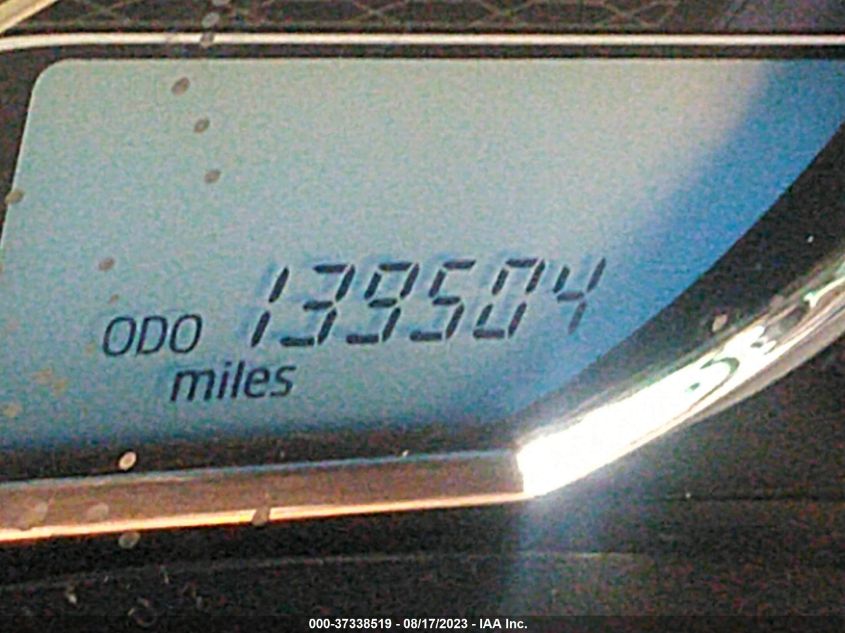 ODO 139504
miles
000-37338519 - 08/17/2023 - IAA Inc.